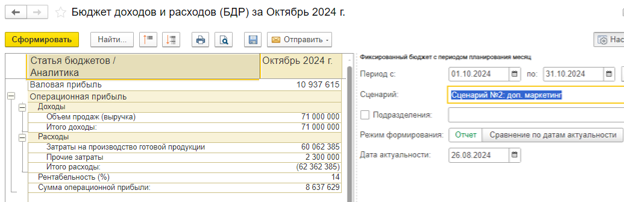 Бюджет доходов и расходов (БДР) за Октябрь 2024 г.
Сформировать Найти... Отправить
Статья бюджеты / Октябрь 2024 г.
Аналитика
Валовая прибыль 10 937 615
Операционная прибыль
Доходы
Объем продаж (выручка) 71 000 000
Итого доходы: 71 000 000
Расходы
Затраты на производство готовой продукции 60 062 385
Прочие затраты 2 300 000
Итого расходы: (62 362 385)
Рентабельность (%) 14
Сумма операционной прибыли: 8 637 629
Нас
Фиксированный бюджет с периодом планирования месяц
Период с: 01.10.2024 по: 31.10.2024
Сценарий: Сценарий №2: доп. маркетинг
Подразделения:
Режим формирования: Отчет Сравнение по датам актуальности
Дата актуальности: 26.08.2024